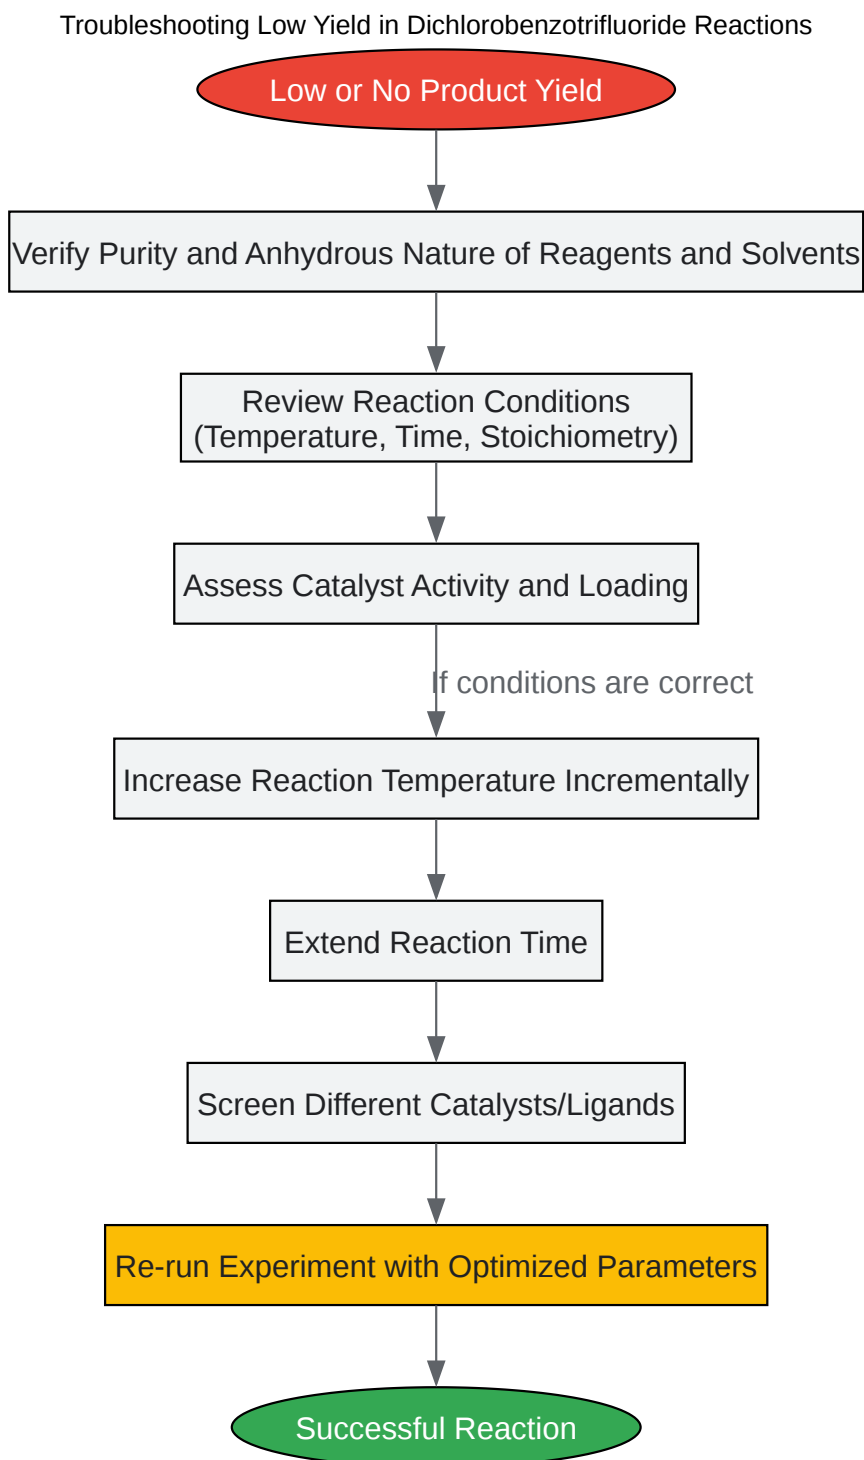 Troubleshooting Low Yield in Dichlorobenzotrifluoride Reactions
Low or No Product Yield
Verify Purity and Anhydrous Nature of Reagents and Solvents
Review Reaction Conditions
(Temperature, Time, Stoichiometry)
Assess Catalyst Activity and Loading
If conditions are correct
Increase Reaction Temperature Incrementally
Extend Reaction Time
Screen Different Catalysts/Ligands
Re-run Experiment with Optimized Parameters
Successful Reaction